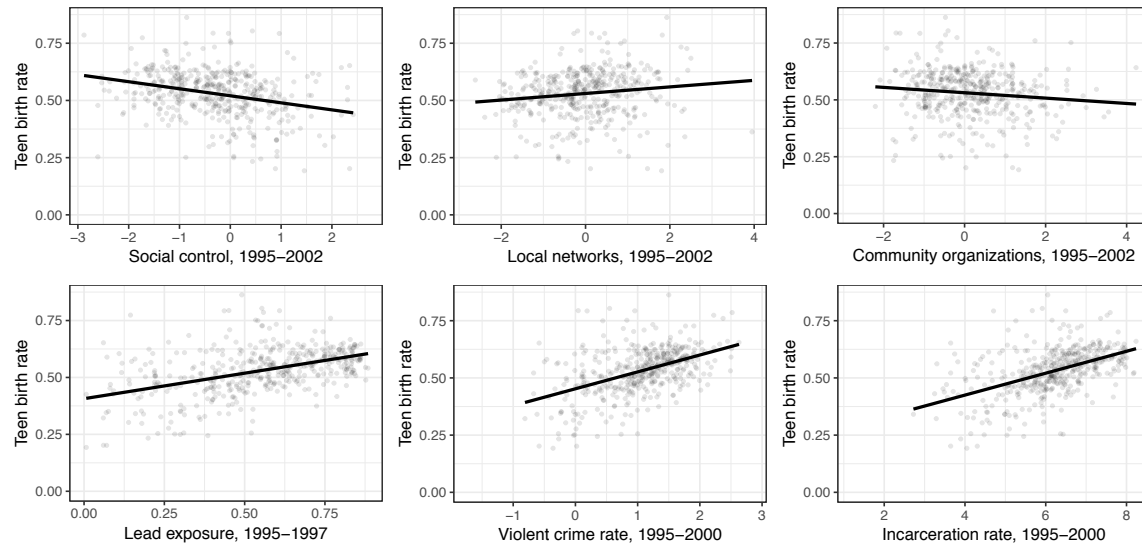 Teen birth rate
0.75
0.50
0.25
0.00
−3 −2 −1 0 1 2
Social control, 1995−2002
Teen birth rate
0.75
0.50
0.25
0.00
−2 0 2 4
Local networks, 1995−2002
Teen birth rate
0.75
0.50
0.25
0.00
−2 0 2 4
Community organizations, 1995−2002
Teen birth rate
0.75
0.50
0.25
0.00
0.00 0.25 0.50 0.75
Lead exposure, 1995−1997
Teen birth rate
0.75
0.50
0.25
0.00
−1 0 1 2 3
Violent crime rate, 1995−2000
Teen birth rate
0.75
0.50
0.25
0.00
2 4 6 8
Incarceration rate, 1995−2000